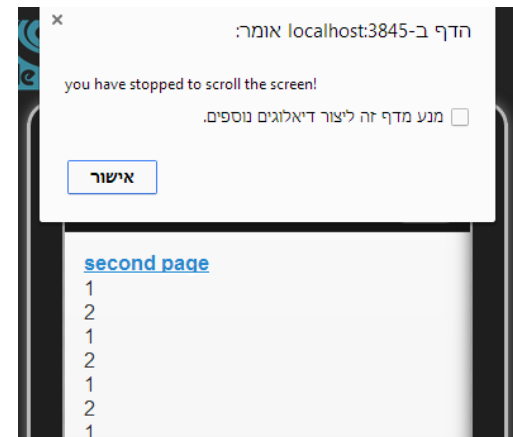 הדף ב-localhost:3845 אומר:
you have stopped to scroll the screen!
מנע מדף זה ליצור דיאלוגים נוספים.
אישור
second page
1
2
1
2
1
2
1